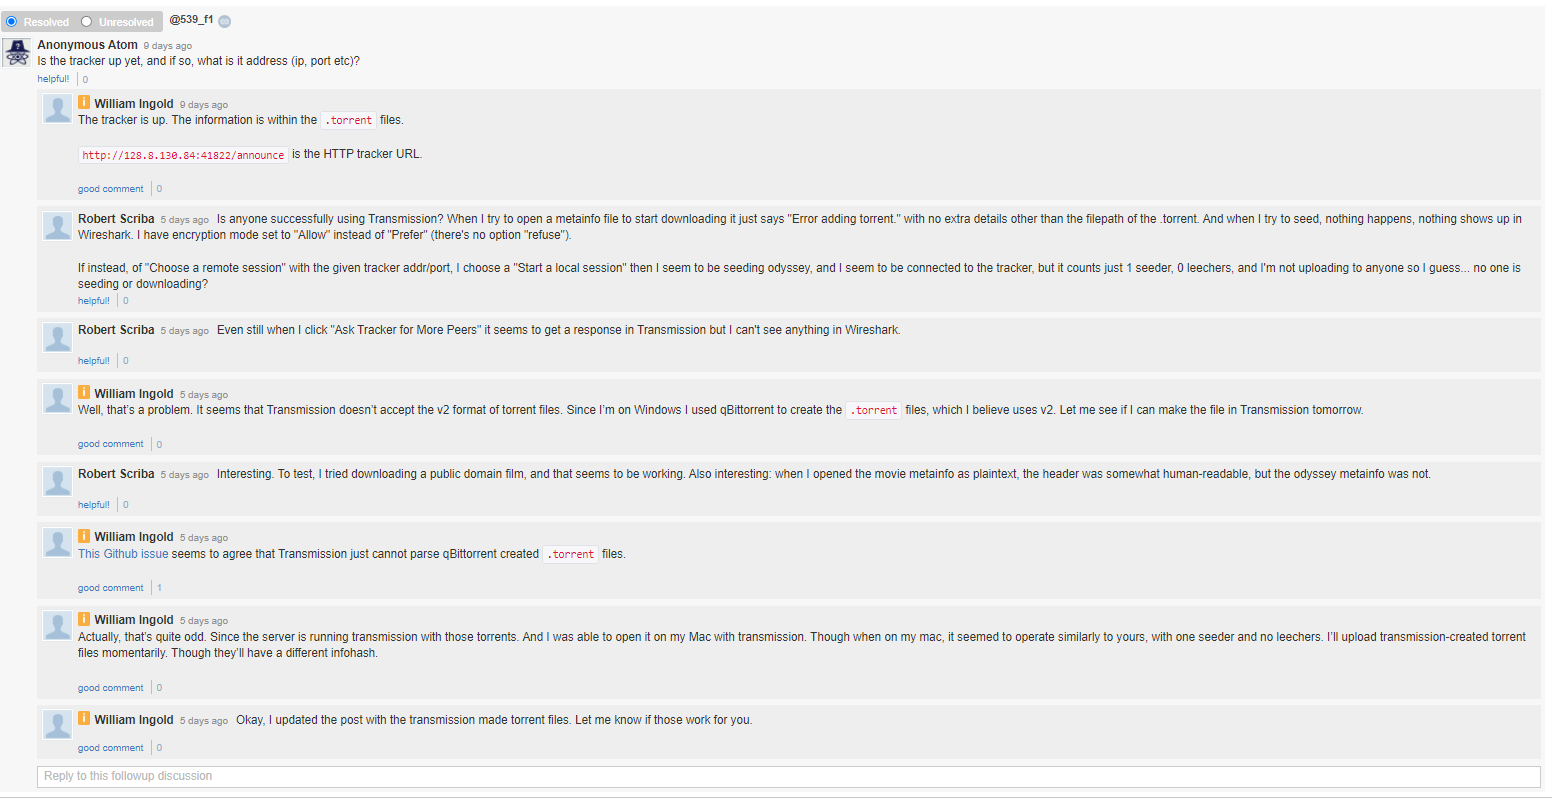 Resolved Unresolved @539_f1
Anonymous Atom 9 days ago
Is the tracker up yet, and if so, what is it address (ip, port etc)?
helpful! 0
i William Ingold 9 days ago
The tracker is up. The information is within the .torrent files.
http://128.8.130.84:41822/announce is the HTTP tracker URL.
good comment 0
Robert Scriba 5 days ago Is anyone successfully using Transmission? When I try to open a metainfo file to start downloading it just says "Error adding torrent." with no extra details other than the filepath of the .torrent. And when I try to seed, nothing happens, nothing shows up in
Wireshark. I have encryption mode set to "Allow" instead of "Prefer" (there's no option "refuse").
If instead, of "Choose a remote session" with the given tracker addr/port, I choose a "Start a local session" then I seem to be seeding odyssey, and I seem to be connected to the tracker, but it counts just 1 seeder, 0 leechers, and I'm not uploading to anyone so I guess... no one is
seeding or downloading?
helpful! 0
Robert Scriba 5 days ago Even still when I click "Ask Tracker for More Peers" it seems to get a response in Transmission but I can't see anything in Wireshark.
helpful! 0
i William Ingold 5 days ago
Well, that's a problem. It seems that Transmission doesn't accept the v2 format of torrent files. Since I'm on Windows I used qBittorrent to create the .torrent files, which I believe uses v2. Let me see if I can make the file in Transmission tomorrow.
good comment 0
Robert Scriba 5 days ago Interesting. To test, I tried downloading a public domain film, and that seems to be working. Also interesting: when I opened the movie metainfo as plaintext, the header was somewhat human-readable, but the odyssey metainfo was not.
helpful! 0
i William Ingold 5 days ago
This Github issue seems to agree that Transmission just cannot parse qBittorrent created .torrent files.
good comment 1
i William Ingold 5 days ago
Actually, that's quite odd. Since the server is running transmission with those torrents. And I was able to open it on my Mac with transmission. Though when on my mac, it seemed to operate similarly to yours, with one seeder and no leechers. I'll upload transmission-created torrent
files momentarily. Though they'll have a different infohash.
good comment 0
i William Ingold 5 days ago Okay, I updated the post with the transmission made torrent files. Let me know if those work for you.
good comment 0
Reply to this followup discussion